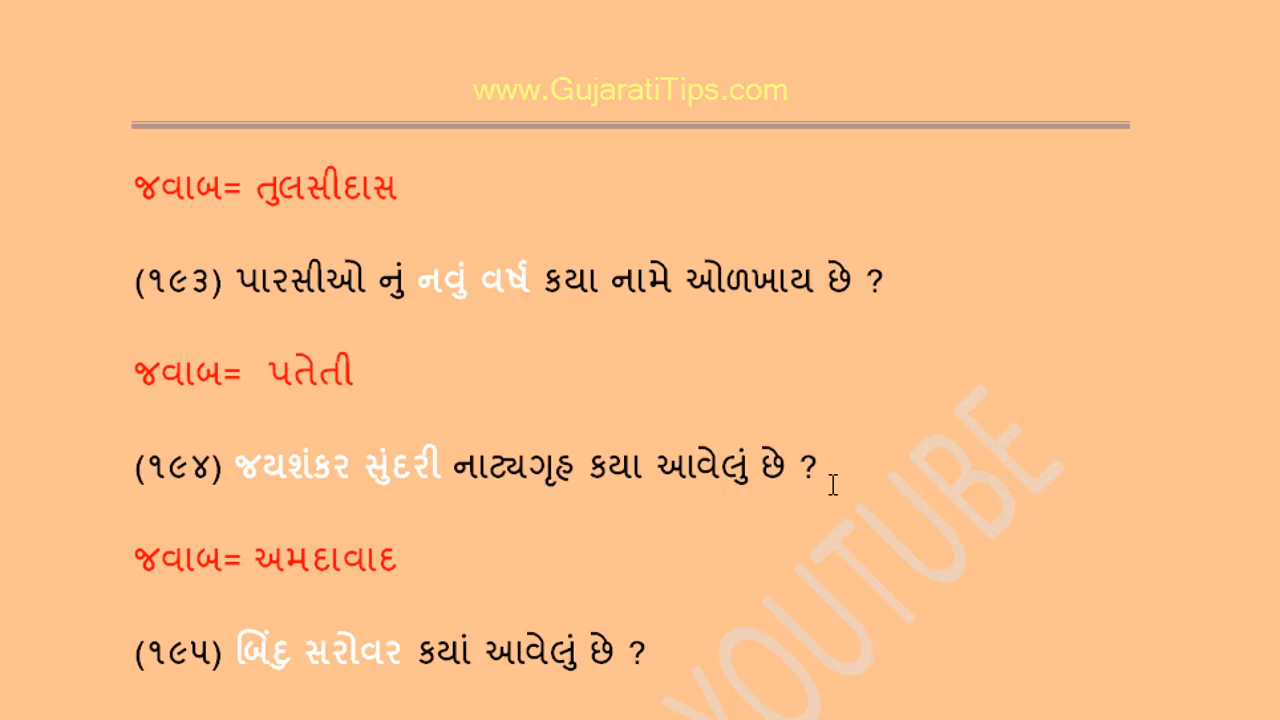 www.GujaratiTips.com
જવાબ= તુલસીદાસ
(૧૯૩) પારસીઓ નું નવું વર્ષ કયા નામે ઓળખાય છે ?
જવાબ= પતેતી
(૧૯૪) જયશંકર સુંદરી નાટ્યગૃહ કયા આવેલું છે ?
જવાબ= અમદાવાદ
(૧૯૫) બિંદુ સરોવર કયાં આવેલું છે ?
YOUTUBE